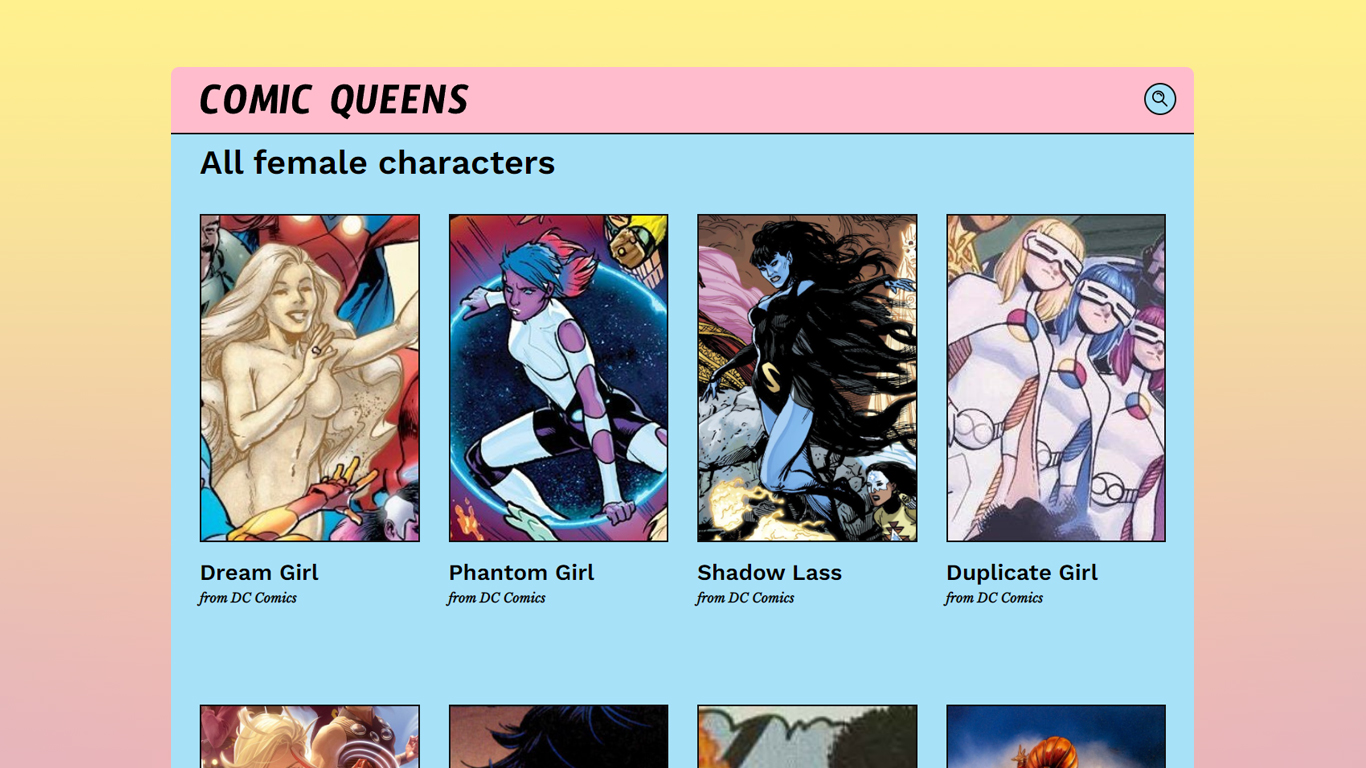 COMIC QUEENS
All female characters
S
Dream Girl
Phantom Girl
Shadow Lass
Duplicate Girl
from DC Comics
from DC Comics
from DC Comics
from DC Comics